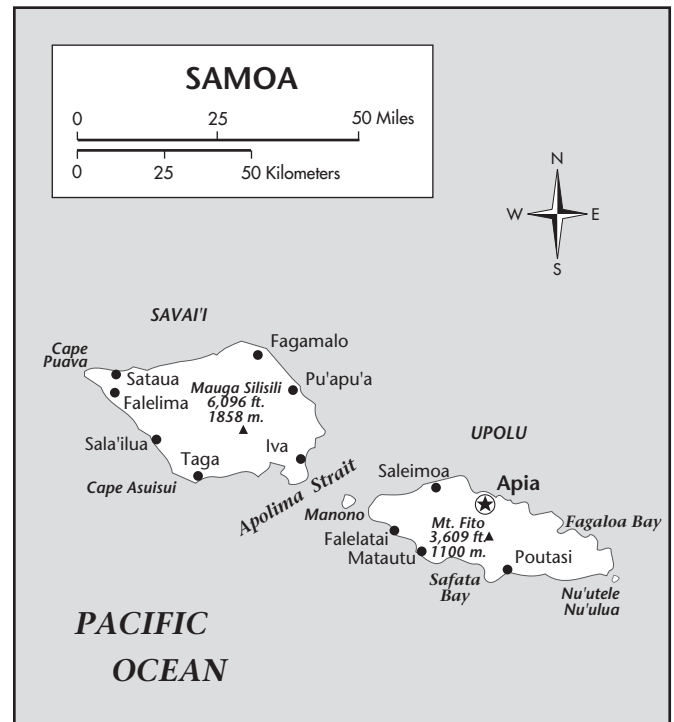 SAMOA
0 25 50 Miles
0 25 50 Kilometers
N
W E
S
SAVAI'I
Cape
Puava
Fagamalo
Sataua
Falelima
Mauga Silisili
6,096 ft.
1858 m.
Pu'apu'a
Sala'ilua
Taga
Iva
Cape Asuisui
Apolima Strait
UPOLU
Saleimoa
Apia
Manono
Fagaloa Bay
Falelatai
Matautu
Mt. Fito
3,609 ft.
1100 m.
Poutasi
Safata
Bay
Nu'utele
Nu'ulua
PACIFIC
OCEAN